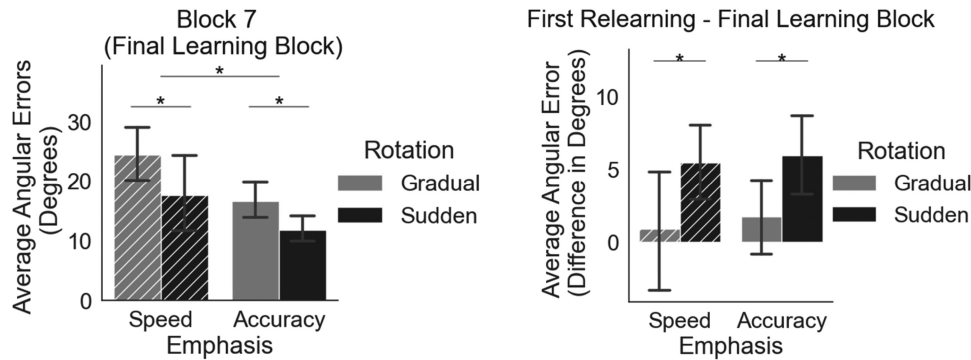 Block 7
(Final Learning Block)
Average Angular Errors
(Degrees)
30
20
10
0
*
*
*
Speed
Accuracy
Emphasis
Rotation
Gradual
Sudden
First Relearning - Final Learning Block
Average Angular Error
(Difference in Degrees)
10
5
0
*
*
Speed
Accuracy
Emphasis
Rotation
Gradual
Sudden